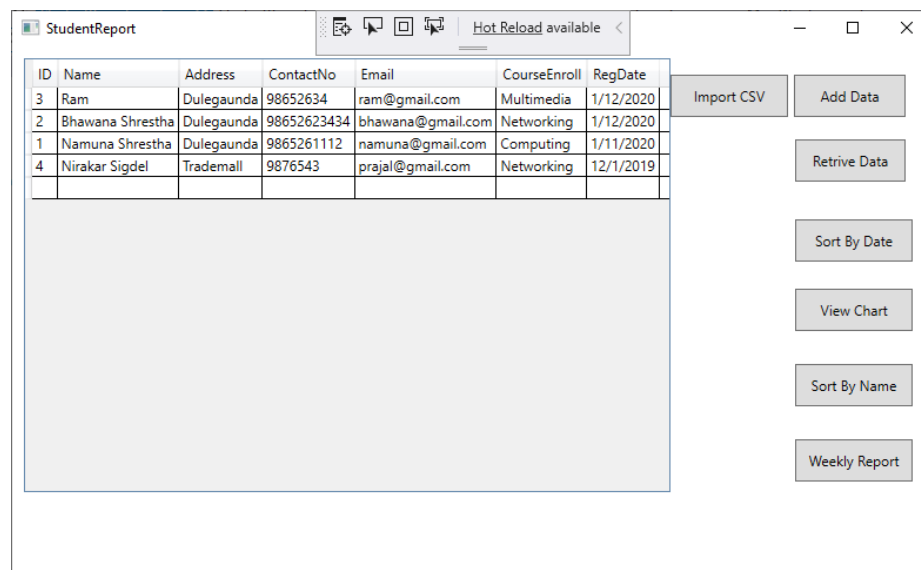 StudentReport
Hot Reload available
ID Name Address ContactNo Email CourseEnroll RegDate
3 Ram Dulegaunda 98652634 ram@gmail.com Multimedia 1/12/2020
2 Bhawana Shrestha Dulegaunda 98652623434 bhawana@gmail.com Networking 1/12/2020
1 Namuna Shrestha Dulegaunda 9865261112 namuna@gmail.com Computing 1/11/2020
4 Nirakar Sigdel Trademall 9876543 prajal@gmail.com Networking 12/1/2019
Import CSV
Add Data
Retrive Data
Sort By Date
View Chart
Sort By Name
Weekly Report